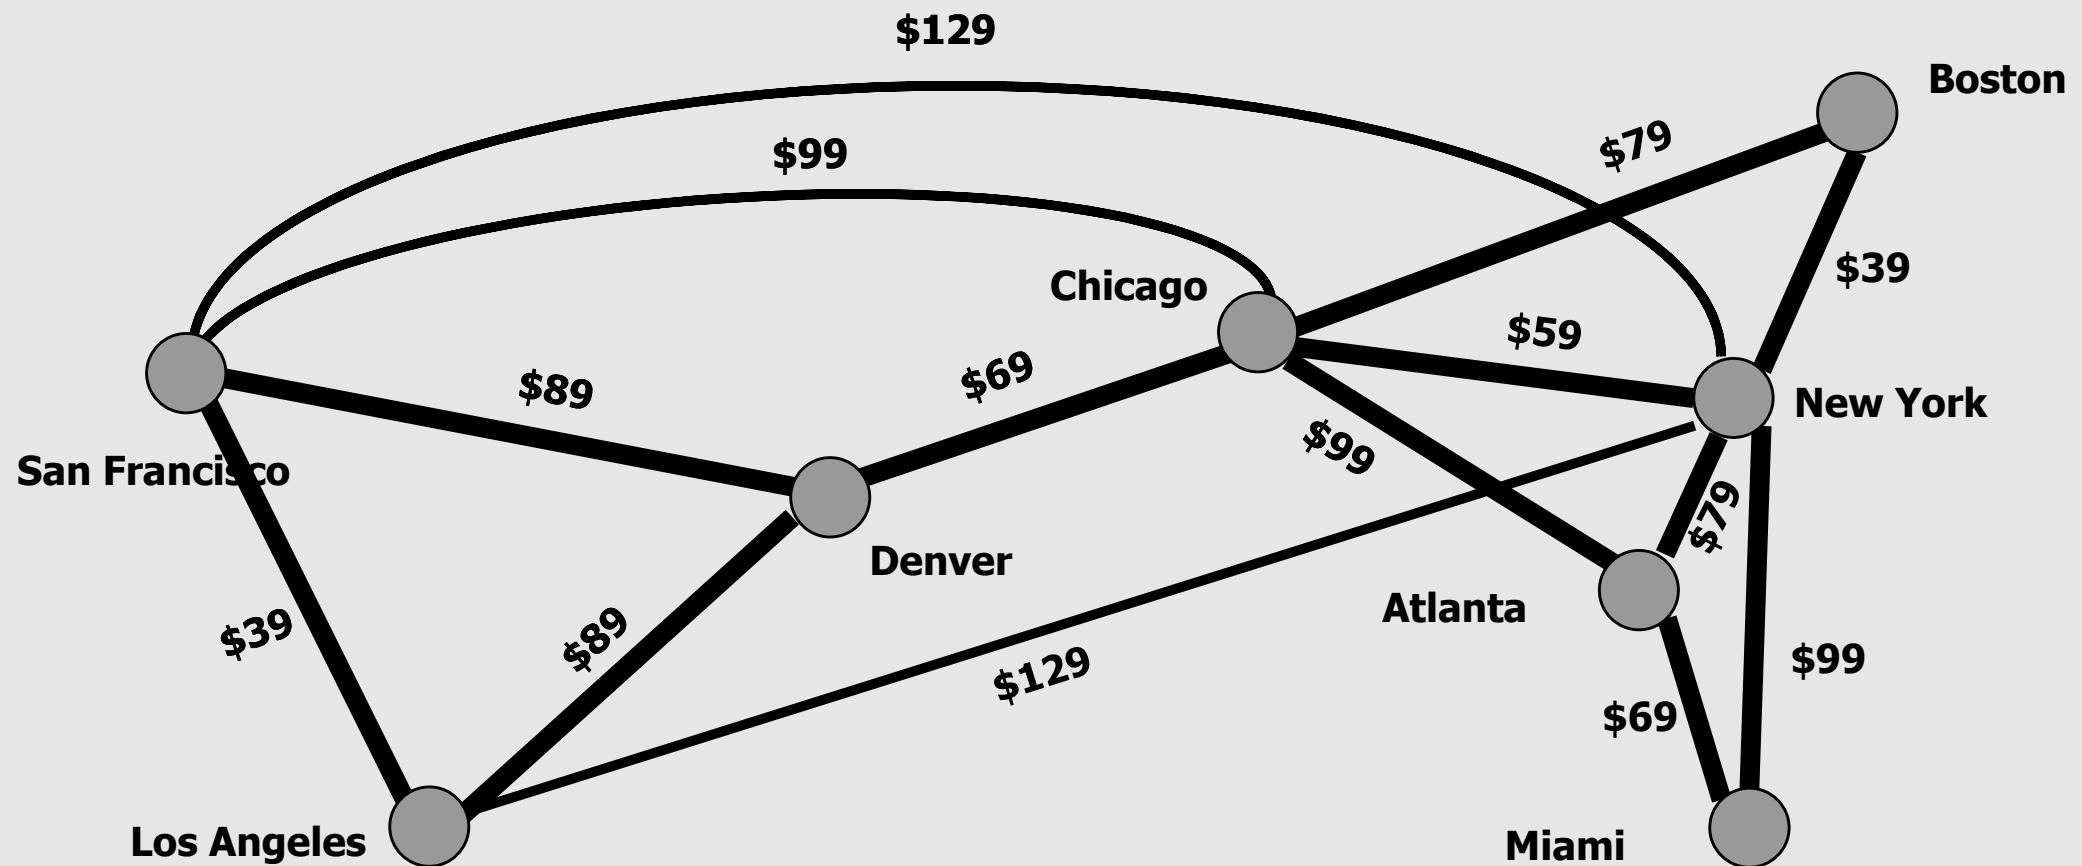 $129
Boston
$79
$99
$39
Chicago
$59
$69
$89
New York
$99
San Francisco
$79
Denver
Atlanta
$39
$89
$129
$99
$69
Los Angeles
Miami